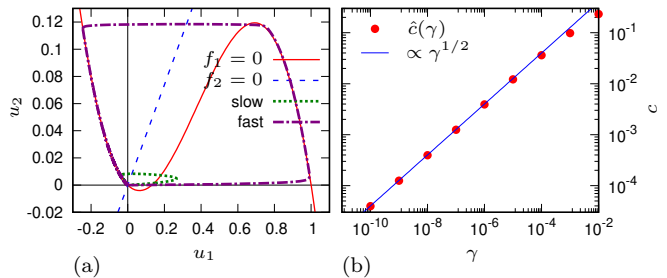 0.12
0.1
0.08
0.06
0.04
0.02
0
-0.02
u₂
f₁ = 0
f₂ = 0
slow
fast
-0.2 0 0.2 0.4 0.6 0.8 1
u₁
(a)
ĉ(γ)
∝ γ^{1/2}
10⁻¹
10⁻²
10⁻³
10⁻⁴
c
10⁻¹⁰ 10⁻⁸ 10⁻⁶ 10⁻⁴ 10⁻²
γ
(b)